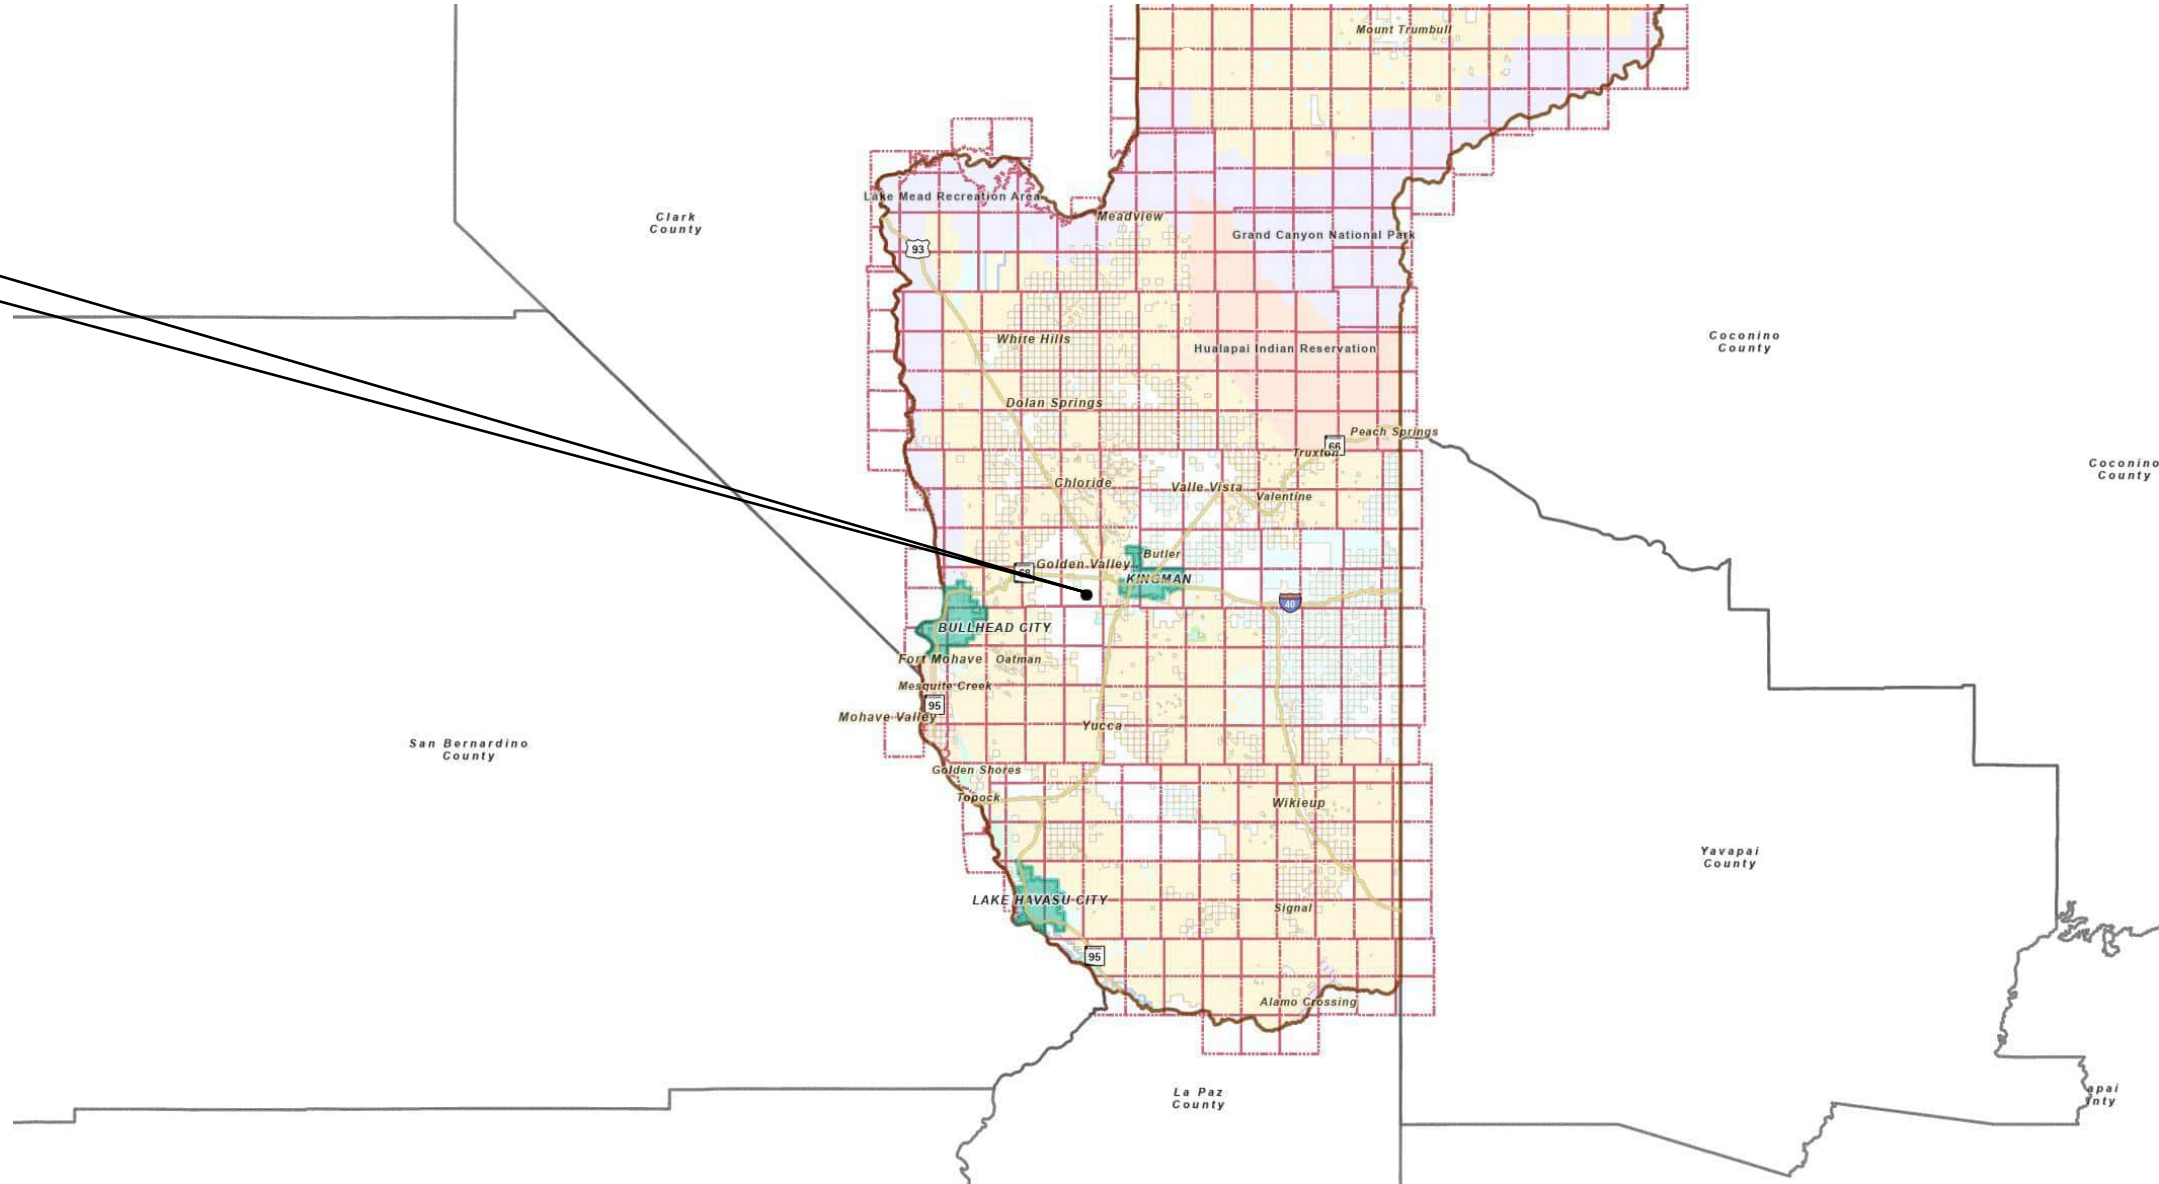 Mount Trumbull
Lake Mead Recreation Area
Clark
County
Meadview
Grand Canyon National Park
93
White Hills
Hualapai Indian Reservation
Coconino
County
Dolan Springs
Peach Springs
66
Truxton
Coconino
County
Chloride
Valle Vista
Valentine
Butler
Golden Valley
68
KINGMAN
40
BULLHEAD CITY
Fort Mohave
Oatman
Mesquite Creek
95
Mohave Valley
Yucca
San Bernardino
County
Golden Shores
Topock
Wikieup
Yavapai
County
LAKE HAVASU CITY
Signal
95
Alamo Crossing
La Paz
County
apai
nty